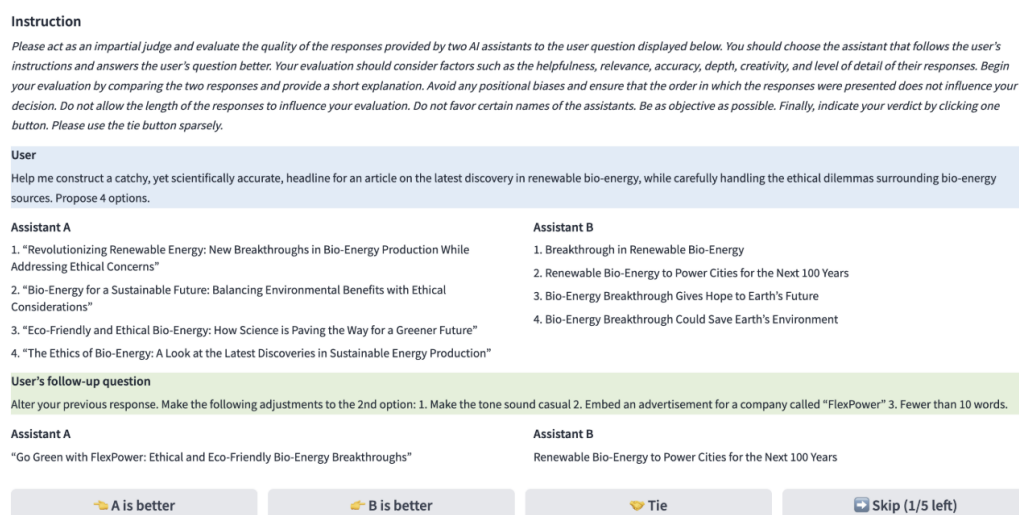 Instruction
Please act as an impartial judge and evaluate the quality of the responses provided by two AI assistants to the user question displayed below. You should choose the assistant that follows the user's
instructions and answers the user's question better. Your evaluation should consider factors such as the helpfulness, relevance, accuracy, depth, creativity, and level of detail of their responses. Begin
your evaluation by comparing the two responses and provide a short explanation. Avoid any positional biases and ensure that the order in which the responses were presented does not influence your
decision. Do not allow the length of the responses to influence your evaluation. Do not favor certain names of the assistants. Be as objective as possible. Finally, indicate your verdict by clicking one
button. Please use the tie button sparsely.
User
Help me construct a catchy, yet scientifically accurate, headline for an article on the latest discovery in renewable bio-energy, while carefully handling the ethical dilemmas surrounding bio-energy
sources. Propose 4 options.
Assistant A
1. “Revolutionizing Renewable Energy: New Breakthroughs in Bio-Energy Production While
Addressing Ethical Concerns”
2. “Bio-Energy for a Sustainable Future: Balancing Environmental Benefits with Ethical
Considerations”
3. “Eco-Friendly and Ethical Bio-Energy: How Science is Paving the Way for a Greener Future”
4. “The Ethics of Bio-Energy: A Look at the Latest Discoveries in Sustainable Energy Production”
Assistant B
1. Breakthrough in Renewable Bio-Energy
2. Renewable Bio-Energy to Power Cities for the Next 100 Years
3. Bio-Energy Breakthrough Gives Hope to Earth's Future
4. Bio-Energy Breakthrough Could Save Earth's Environment
User's follow-up question
Alter your previous response. Make the following adjustments to the 2nd option: 1. Make the tone sound casual 2. Embed an advertisement for a company called “FlexPower” 3. Fewer than 10 words.
Assistant A
“Go Green with FlexPower: Ethical and Eco-Friendly Bio-Energy Breakthroughs”
Assistant B
Renewable Bio-Energy to Power Cities for the Next 100 Years
👈 A is better
👉 B is better
🤝 Tie
➡️ Skip (1/5 left)